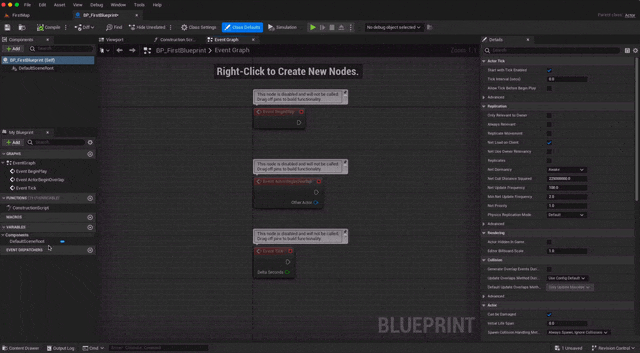 File Edit Asset View Debug Window Tools Help
FirstMap BP_FirstBlueprint
Parent class: Actor
Compile Diff Find Hide Unrelated Class Settings Class Defaults Simulation No debug object selected
Components
+ Add Search
BP_FirstBlueprint (Self)
DefaultSceneRoot
My Blueprint
+ Add Search
GRAPHS
EventGraph
Event BeginPlay
Event ActorBeginOverlap
Event Tick
FUNCTIONS
ConstructionScript
MACROS
VARIABLES
Components
DefaultSceneRoot
EVENT DISPATCHERS
Viewport Construction Scrip Event Graph
BP_FirstBlueprint > Event Graph
Zoom 1:1
Right-Click to Create New Nodes.
This node is disabled and will not be called.
Drag off pins to build functionality.
Event BeginPlay
This node is disabled and will not be called.
Drag off pins to build functionality.
Event ActorBeginOverlap
Other Actor
This node is disabled and will not be called.
Drag off pins to build functionality.
Event Tick
Delta Seconds
BLUEPRINT
Details
Search
Actor Tick
Start with Tick Enabled
Tick Interval (secs) 0.0
Allow Tick Before Begin Play
Advanced
Replication
Only Relevant to Owner
Always Relevant
Replicate Movement
Net Load on Client
Net Use Owner Relevancy
Replicates
Net Dormancy Awake
Net Cull Distance Squared 225000000.0
Net Update Frequency 100.0
Min Net Update Frequency 2.0
Net Priority 1.0
Physics Replication Mode Default
Rendering
Actor Hidden In Game
Editor Billboard Scale 1.0
Collision
Generate Overlap Events Duri
Update Overlaps Method Duri Use Config Default
Default Update Overlaps Meth Only Update Movable
Advanced
Actor
Can be Damaged
Initial Life Span 0.0
Spawn Collision Handling Met Always Spawn, Ignore Collisions
Advanced
Content Drawer Output Log Cmd 1 Unsaved Revision Control